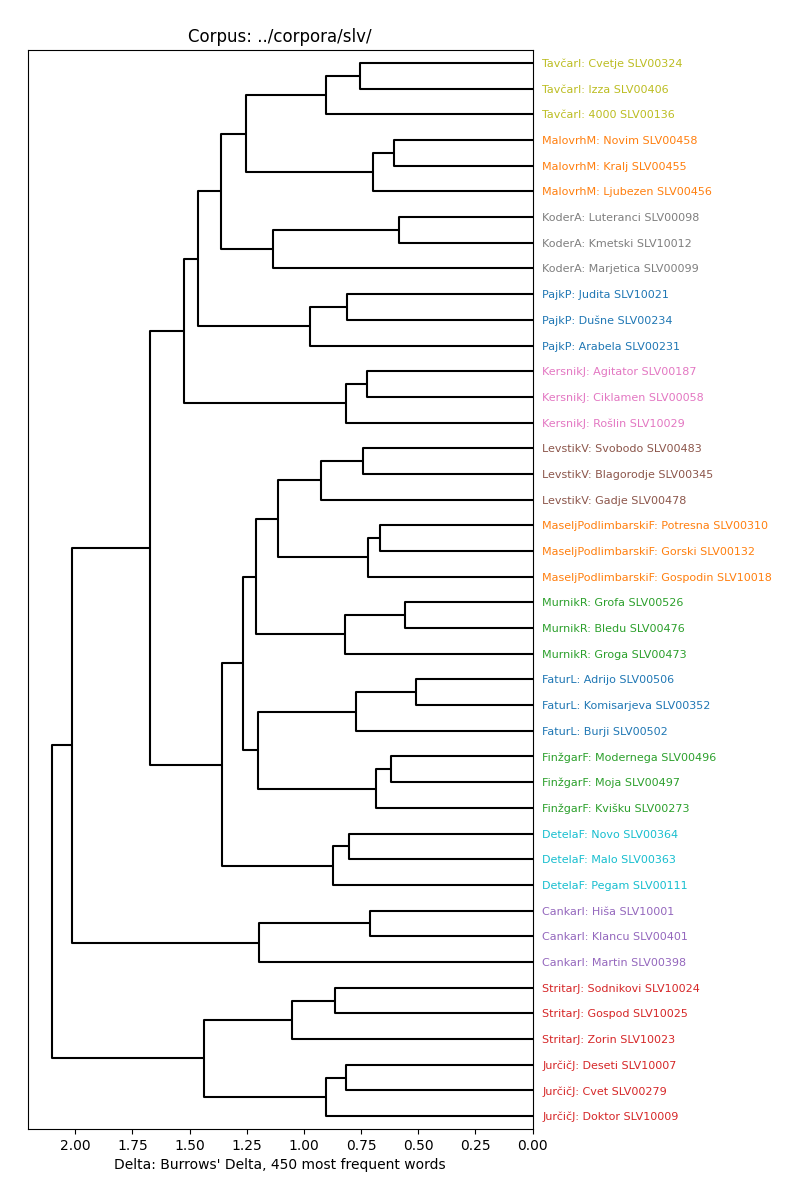 Corpus: ../corpora/slv/
TavčarI: Cvetje SLV00324
TavčarI: Izza SLV00406
TavčarI: 4000 SLV00136
MalovrhM: Novim SLV00458
MalovrhM: Kralj SLV00455
MalovrhM: Ljubezen SLV00456
KoderA: Luteranci SLV00098
KoderA: Kmetski SLV10012
KoderA: Marjetica SLV00099
PajkP: Judita SLV10021
PajkP: Dušne SLV00234
PajkP: Arabela SLV00231
KersnikJ: Agitator SLV00187
KersnikJ: Ciklamen SLV00058
KersnikJ: Rošlin SLV10029
LevstikV: Svobodo SLV00483
LevstikV: Blagorodje SLV00345
LevstikV: Gadje SLV00478
MaseljPodlimbarskiF: Potresna SLV00310
MaseljPodlimbarskiF: Gorski SLV00132
MaseljPodlimbarskiF: Gospodin SLV10018
MurnikR: Grofa SLV00526
MurnikR: Bledu SLV00476
MurnikR: Groga SLV00473
FaturL: Adrijo SLV00506
FaturL: Komisarjeva SLV00352
FaturL: Burji SLV00502
FinžgarF: Modernega SLV00496
FinžgarF: Moja SLV00497
FinžgarF: Kvišku SLV00273
DetelaF: Novo SLV00364
DetelaF: Malo SLV00363
DetelaF: Pegam SLV00111
CankarI: Hiša SLV10001
CankarI: Klancu SLV00401
CankarI: Martin SLV00398
StritarJ: Sodnikovi SLV10024
StritarJ: Gospod SLV10025
StritarJ: Zorin SLV10023
JurčičJ: Deseti SLV10007
JurčičJ: Cvet SLV00279
JurčičJ: Doktor SLV10009
2.00 1.75 1.50 1.25 1.00 0.75 0.50 0.25 0.00
Delta: Burrows' Delta, 450 most frequent words